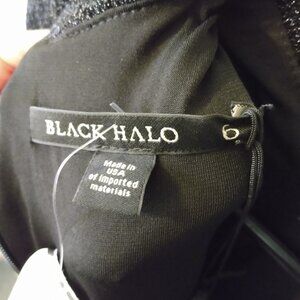 BLACK HALO 6
Made in
USA
of imported
materials